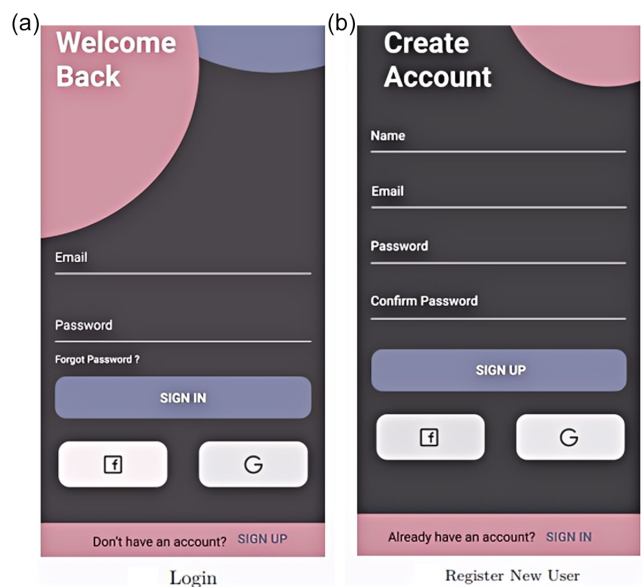 (a)
Welcome
Back
Email
Password
Forgot Password ?
SIGN IN
f
G
Don't have an account? SIGN UP
Login
(b)
Create
Account
Name
Email
Password
Confirm Password
SIGN UP
f
G
Already have an account? SIGN IN
Register New User